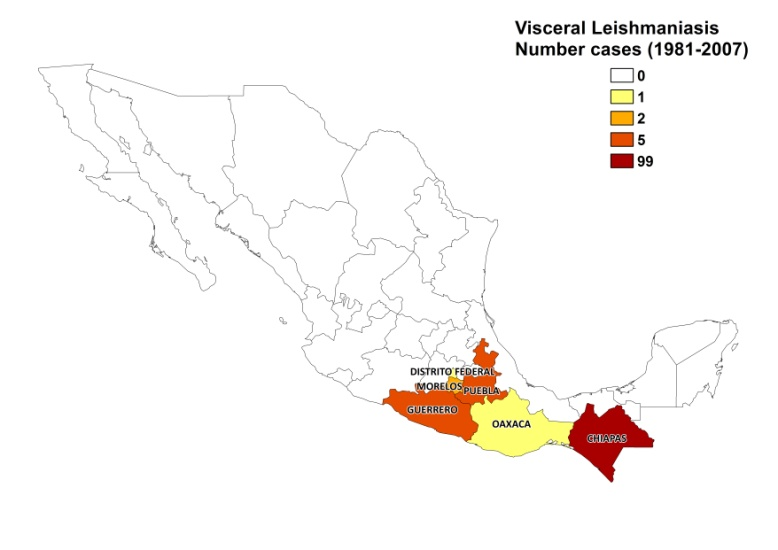 Visceral Leishmaniasis
Number cases (1981-2007)
0
1
2
5
99
DISTRITO FEDERAL
MORELOS
PUEBLA
GUERRERO
OAXACA
CHIAPAS